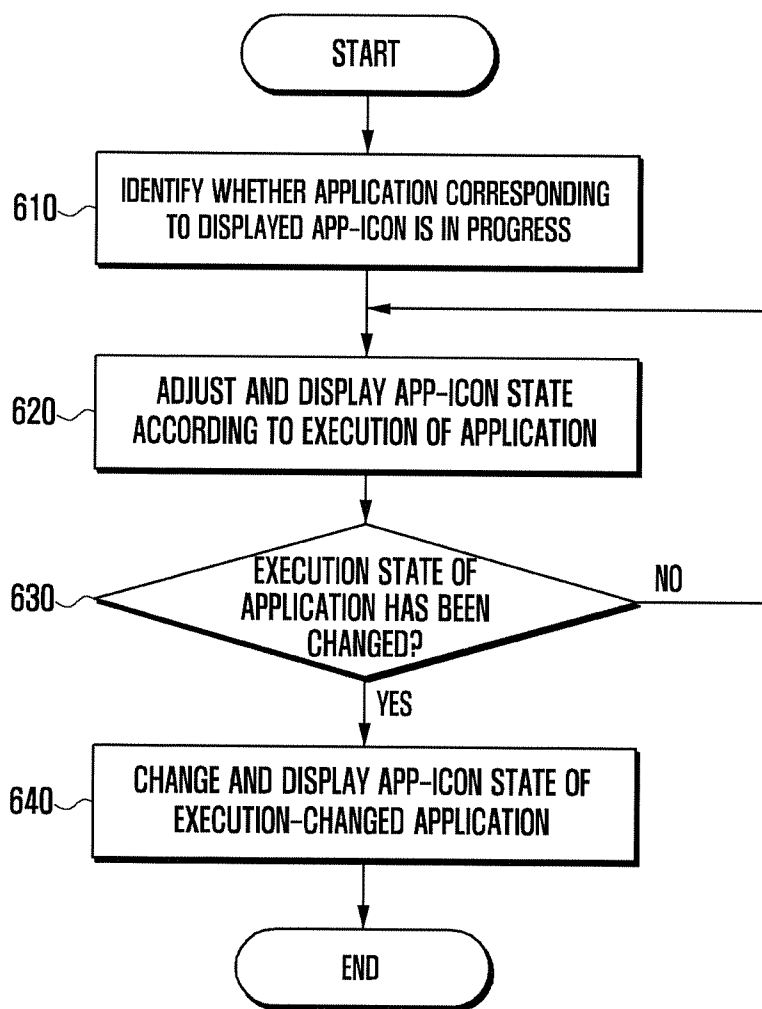 START
610
IDENTIFY WHETHER APPLICATION CORRESPONDING
TO DISPLAYED APP-ICON IS IN PROGRESS
620
ADJUST AND DISPLAY APP-ICON STATE
ACCORDING TO EXECUTION OF APPLICATION
630
EXECUTION STATE OF
APPLICATION HAS BEEN
CHANGED?
NO
YES
640
CHANGE AND DISPLAY APP-ICON STATE OF
EXECUTION-CHANGED APPLICATION
END